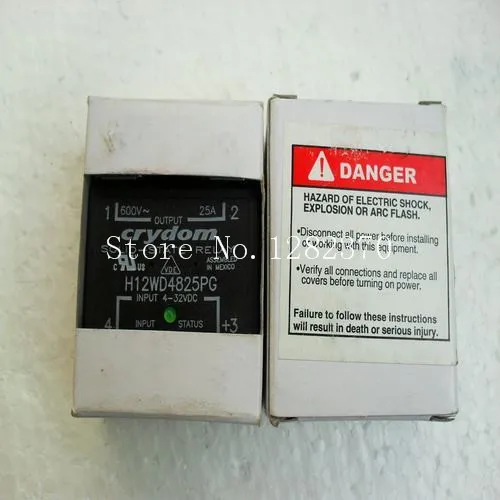 1 600V~ 25A 2
OUTPUT
crydom
ASSEMBLED
IN MEXICO
c UL US
VDE
H12WD4825PG
INPUT 4-32VDC
4 INPUT STATUS +3
Store No.: 1282370
DANGER
HAZARD OF ELECTRIC SHOCK,
EXPLOSION OR ARC FLASH.
•Disconnect all power before installing
or working with this equipment.
•Verify all connections and replace all
covers before turning on power.
Failure to follow these instructions
will result in death or serious injury.